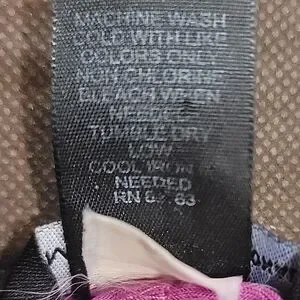 MACHINE WASH
COLD WITH LIKE
COLORS ONLY
NON CHLORINE
BLEACH WHEN
NEEDED
TUMBLE DRY
LOW
COOL IRON
NEEDED
RN